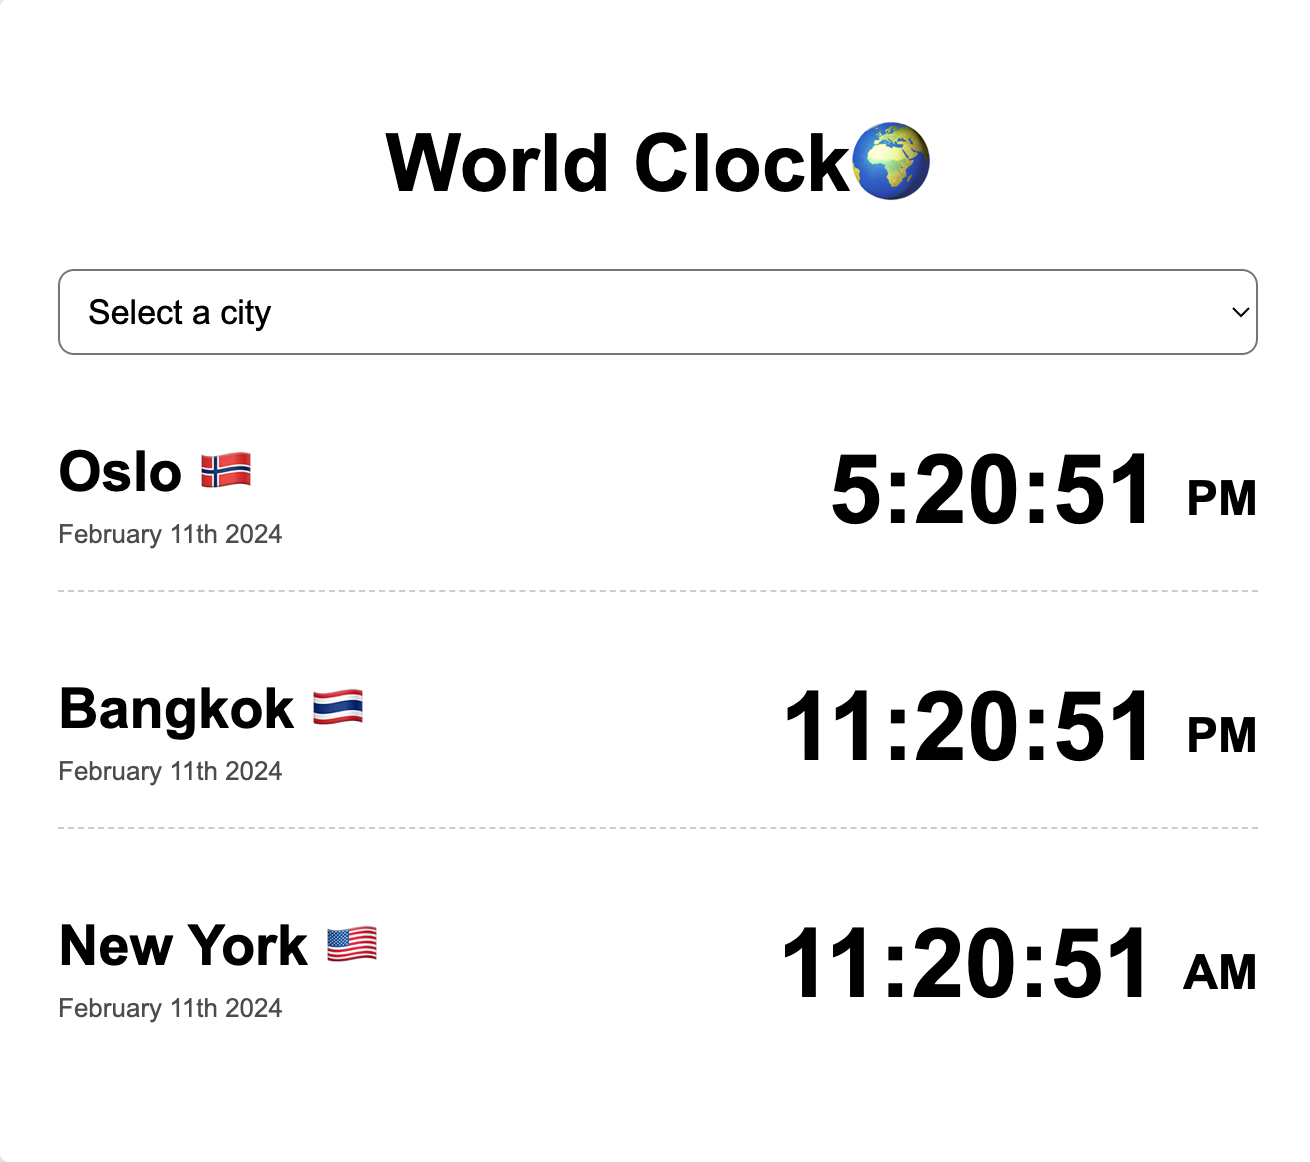 World Clock🌍
Select a city
Oslo 🇳🇴
5:20:51 PM
February 11th 2024
Bangkok 🇹🇭
11:20:51 PM
February 11th 2024
New York 🇺🇸
11:20:51 AM
February 11th 2024